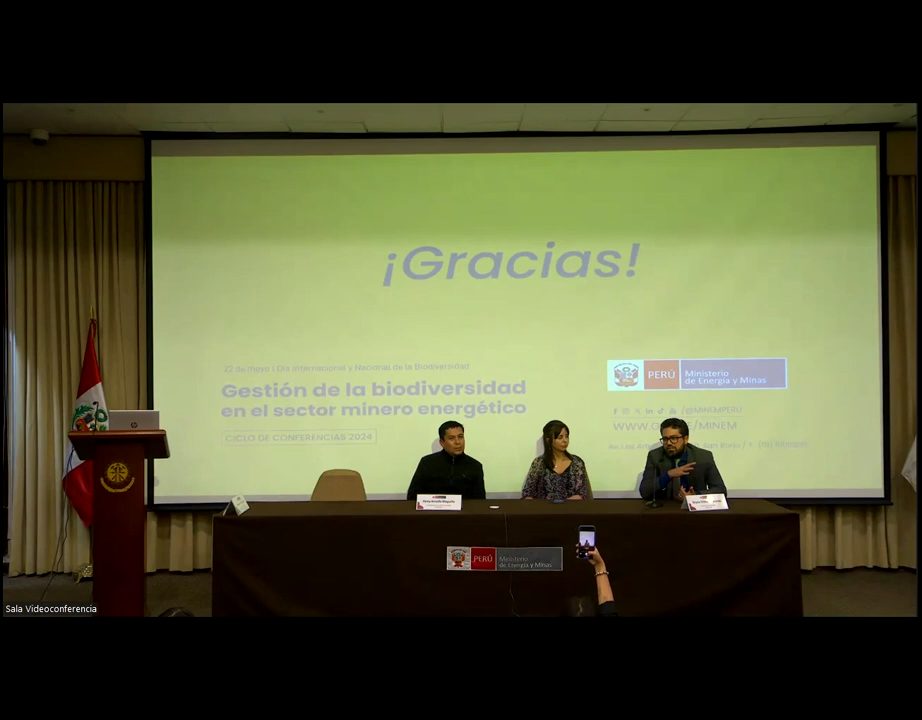 ¡Gracias!
22 de mayo | Día Internacional y Nacional de la Biodiversidad
Gestión de la biodiversidad
en el sector minero energético
CICLO DE CONFERENCIAS 2024
PERÚ
Ministerio
de Energía y Minas
/@MINEMPERU
hp
PERÚ
Ministerio
de Energía y Minas
Sala Videoconferencia